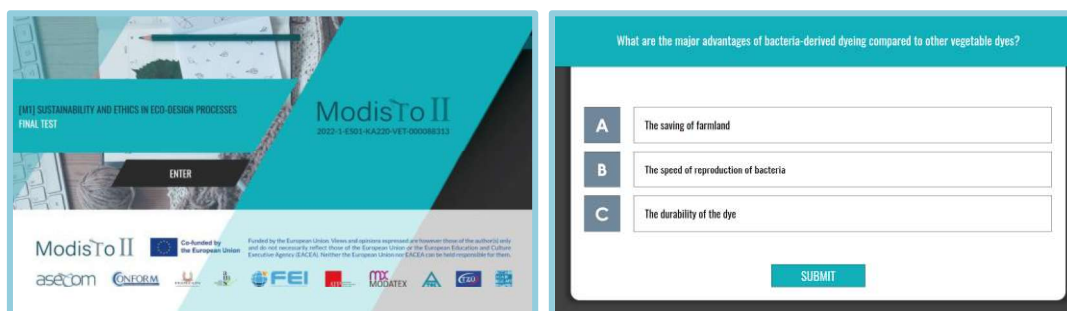 [M1] SUSTAINABILITY AND ETHICS IN ECO-DESIGN PROCESSES
FINAL TEST
ENTER
ModisTo II
2022-1-ES01-KA220-VET-000088313
ModisTo II
Co-funded by
the European Union
Funded by the European Union. Views and opinions expressed are however those of the author(s) only
and do not necessarily reflect those of the European Union or the European Education and Culture
Executive Agency (EACEA). Neither the European Union nor EACEA can be held responsible for them.
asecom
CONFORM
FEI
MODATEX
What are the major advantages of bacteria-derived dyeing compared to other vegetable dyes?
A
The saving of farmland
B
The speed of reproduction of bacteria
C
The durability of the dye
SUBMIT